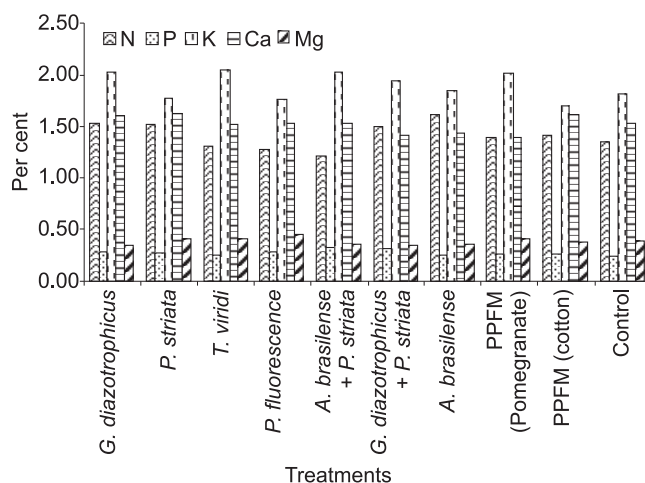 2.50
N P K Ca Mg
2.00
1.50
1.00
0.50
0.00
Per cent
G. diazotrophicus
P. striata
T. viridi
P. fluorescence
A. brasilense
+ P. striata
G. diazotrophicus
+ P. striata
A. brasilense
PPFM
(Pomegranate)
PPFM (cotton)
Control
Treatments